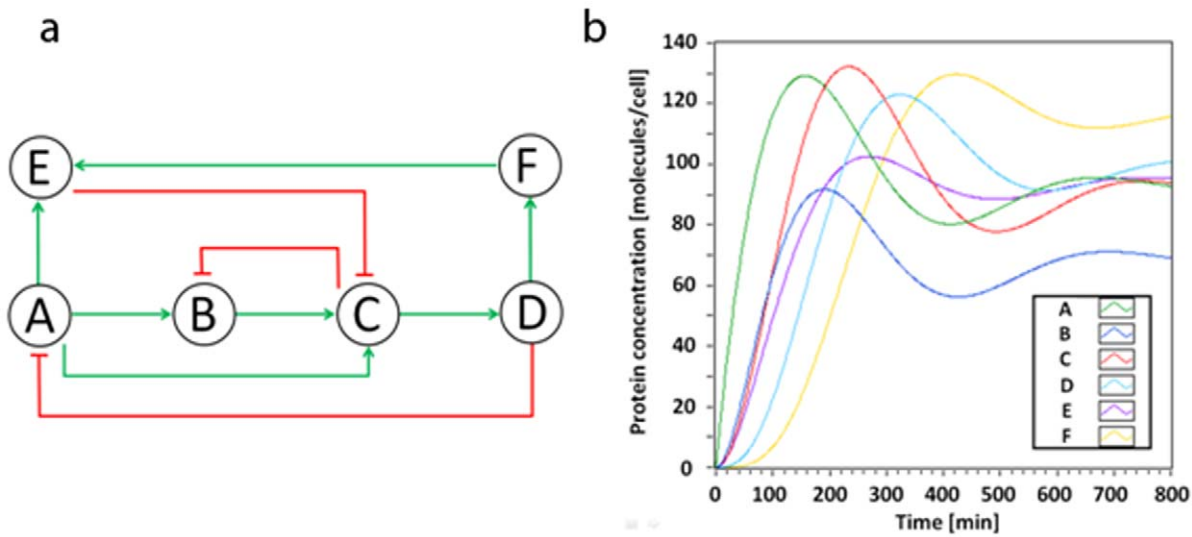 a
E
F
A
B
C
D
b
Protein concentration [molecules/cell]
140
120
100
80
60
40
20
0
0 100 200 300 400 500 600 700 800
Time [min]
A
B
C
D
E
F